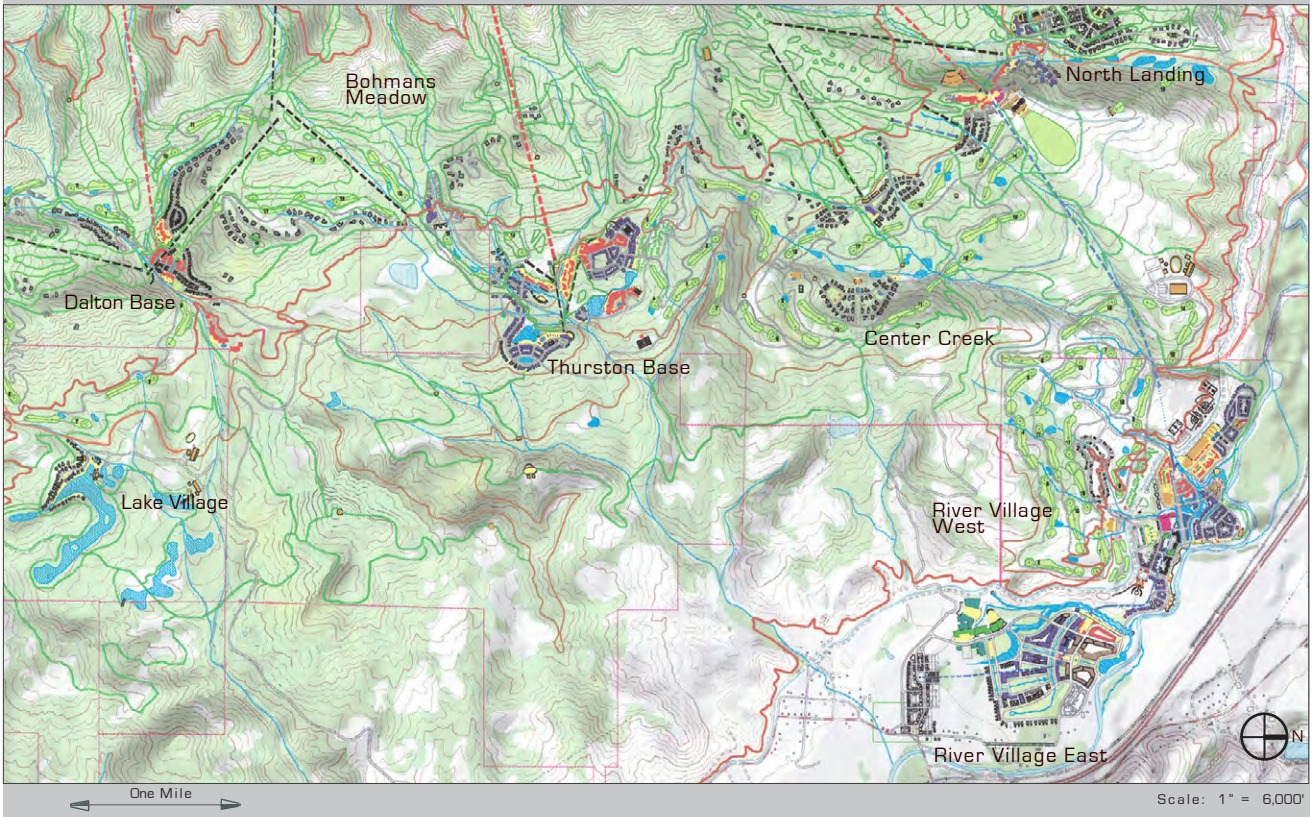 Bohmans
Meadow
North Landing
Dalton Base
Center Creek
Thurston Base
Lake Village
River Village
West
River Village East
N
One Mile
Scale: 1" = 6,000'